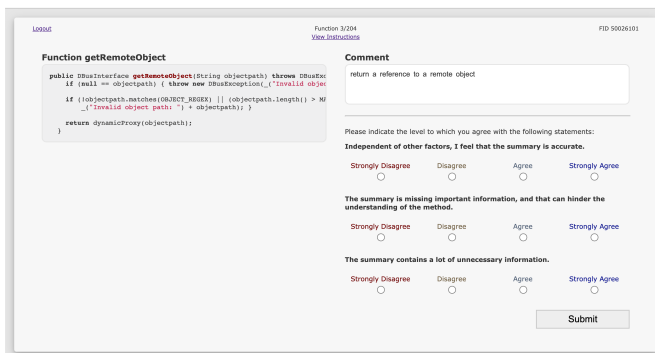 Logout
Function 3/204
View Instructions
FID 50026101
Function getRemoteObject
public DBusInterface getRemoteObject(String objectpath) throws DBusExc
if (null == objectpath) { throw new DBusException(_("Invalid objec
if (!objectpath.matches(OBJECT_REGEX) || (objectpath.length() > MA
_("Invalid object path: ") + objectpath); }
return dynamicProxy(objectpath);
}
Comment
return a reference to a remote object
Please indicate the level to which you agree with the following statements:
Independent of other factors, I feel that the summary is accurate.
Strongly Disagree Disagree Agree Strongly Agree
The summary is missing important information, and that can hinder the
understanding of the method.
Strongly Disagree Disagree Agree Strongly Agree
The summary contains a lot of unnecessary information.
Strongly Disagree Disagree Agree Strongly Agree
Submit